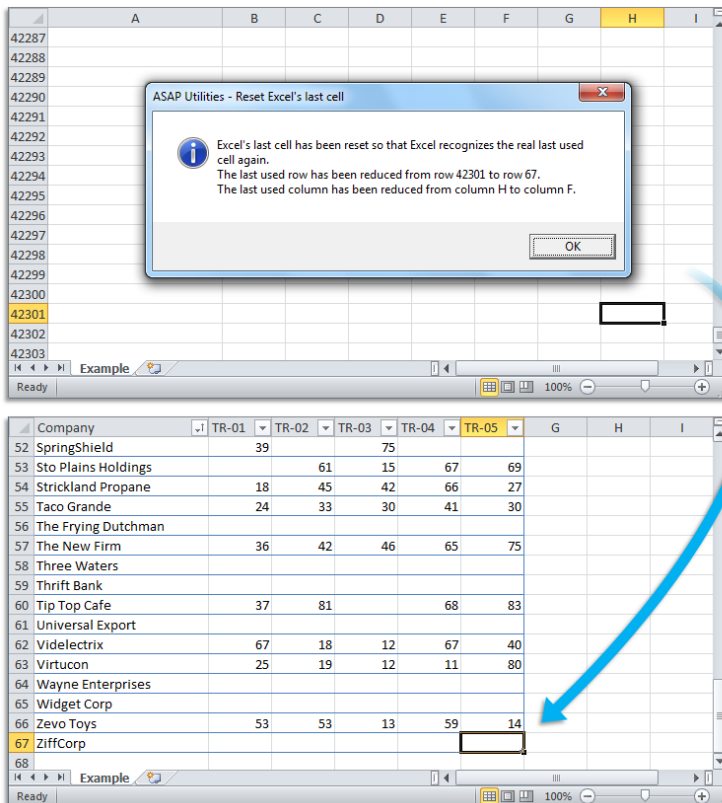 A B C D E F G H I
42287
42288
42289
42290
ASAP Utilities - Reset Excel's last cell
42291
42292
Excel's last cell has been reset so that Excel recognizes the real last used
42293
cell again.
42294
The last used row has been reduced from row 42301 to row 67.
The last used column has been reduced from column H to column F.
42295
42296
42297
OK
42298
42299
42300
42301
42302
42303
Example
Ready 100%
Company TR-01 TR-02 TR-03 TR-04 TR-05 G H I
52 SpringShield 39 75
53 Sto Plains Holdings 61 15 67 69
54 Strickland Propane 18 45 42 66 27
55 Taco Grande 24 33 30 41 30
56 The Frying Dutchman
57 The New Firm 36 42 46 65 75
58 Three Waters
59 Thrift Bank
60 Tip Top Cafe 37 81 68 83
61 Universal Export
62 Videlectrix 67 18 12 67 40
63 Virtucon 25 19 12 11 80
64 Wayne Enterprises
65 Widget Corp
66 Zevo Toys 53 53 13 59 14
67 ZiffCorp
68
Example
Ready 100%